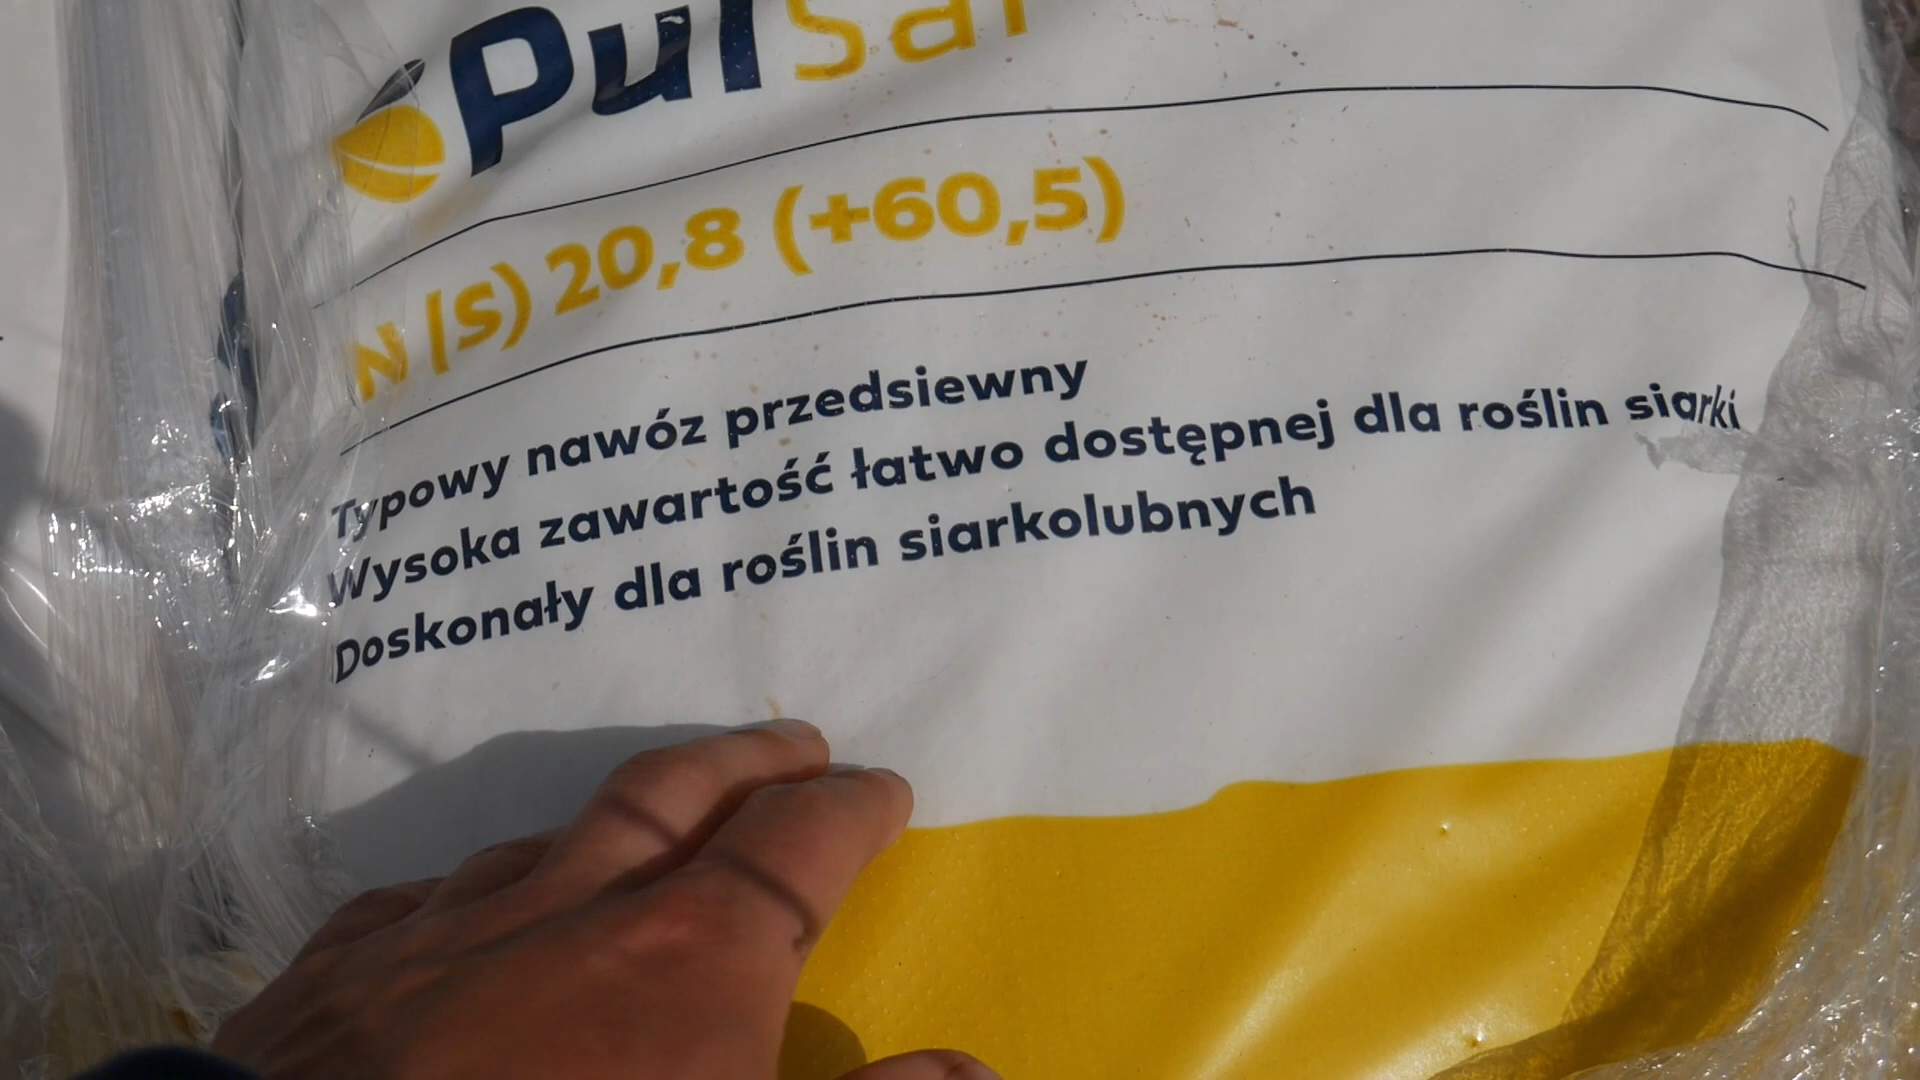 PulSar
N (S) 20,8 (+60,5)
Typowy nawóz przedsiewny
Wysoka zawartość łatwo dostępnej dla roślin siarki
Doskonały dla roślin siarkolubnych